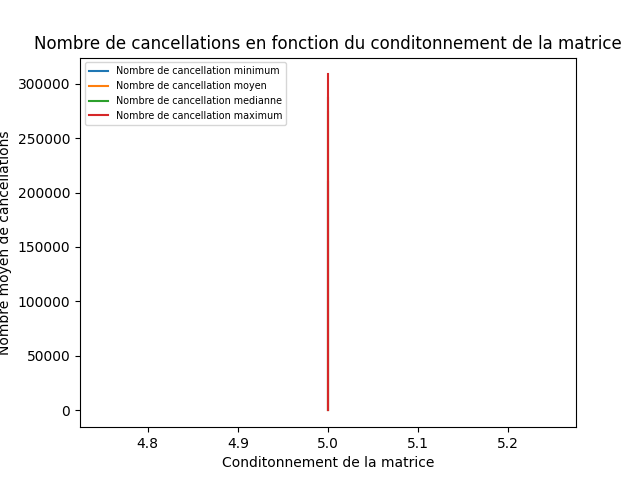 Nombre de cancellations en fonction du conditonnement de la matrice
Nombre de cancellation minimum
Nombre de cancellation moyen
Nombre de cancellation medianne
Nombre de cancellation maximum
Nombre moyen de cancellations
300000
250000
200000
150000
100000
50000
0
4.8 4.9 5.0 5.1 5.2
Conditonnement de la matrice